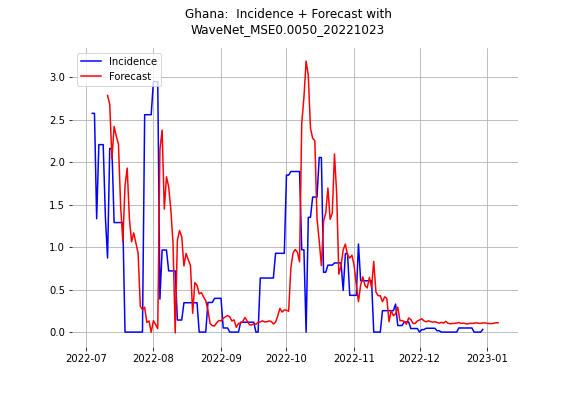 Ghana:  Incidence + Forecast with
WaveNet_MSE0.0050_20221023
Incidence
Forecast
3.0
2.5
2.0
1.5
1.0
0.5
0.0
2022-07 2022-08 2022-09 2022-10 2022-11 2022-12 2023-01